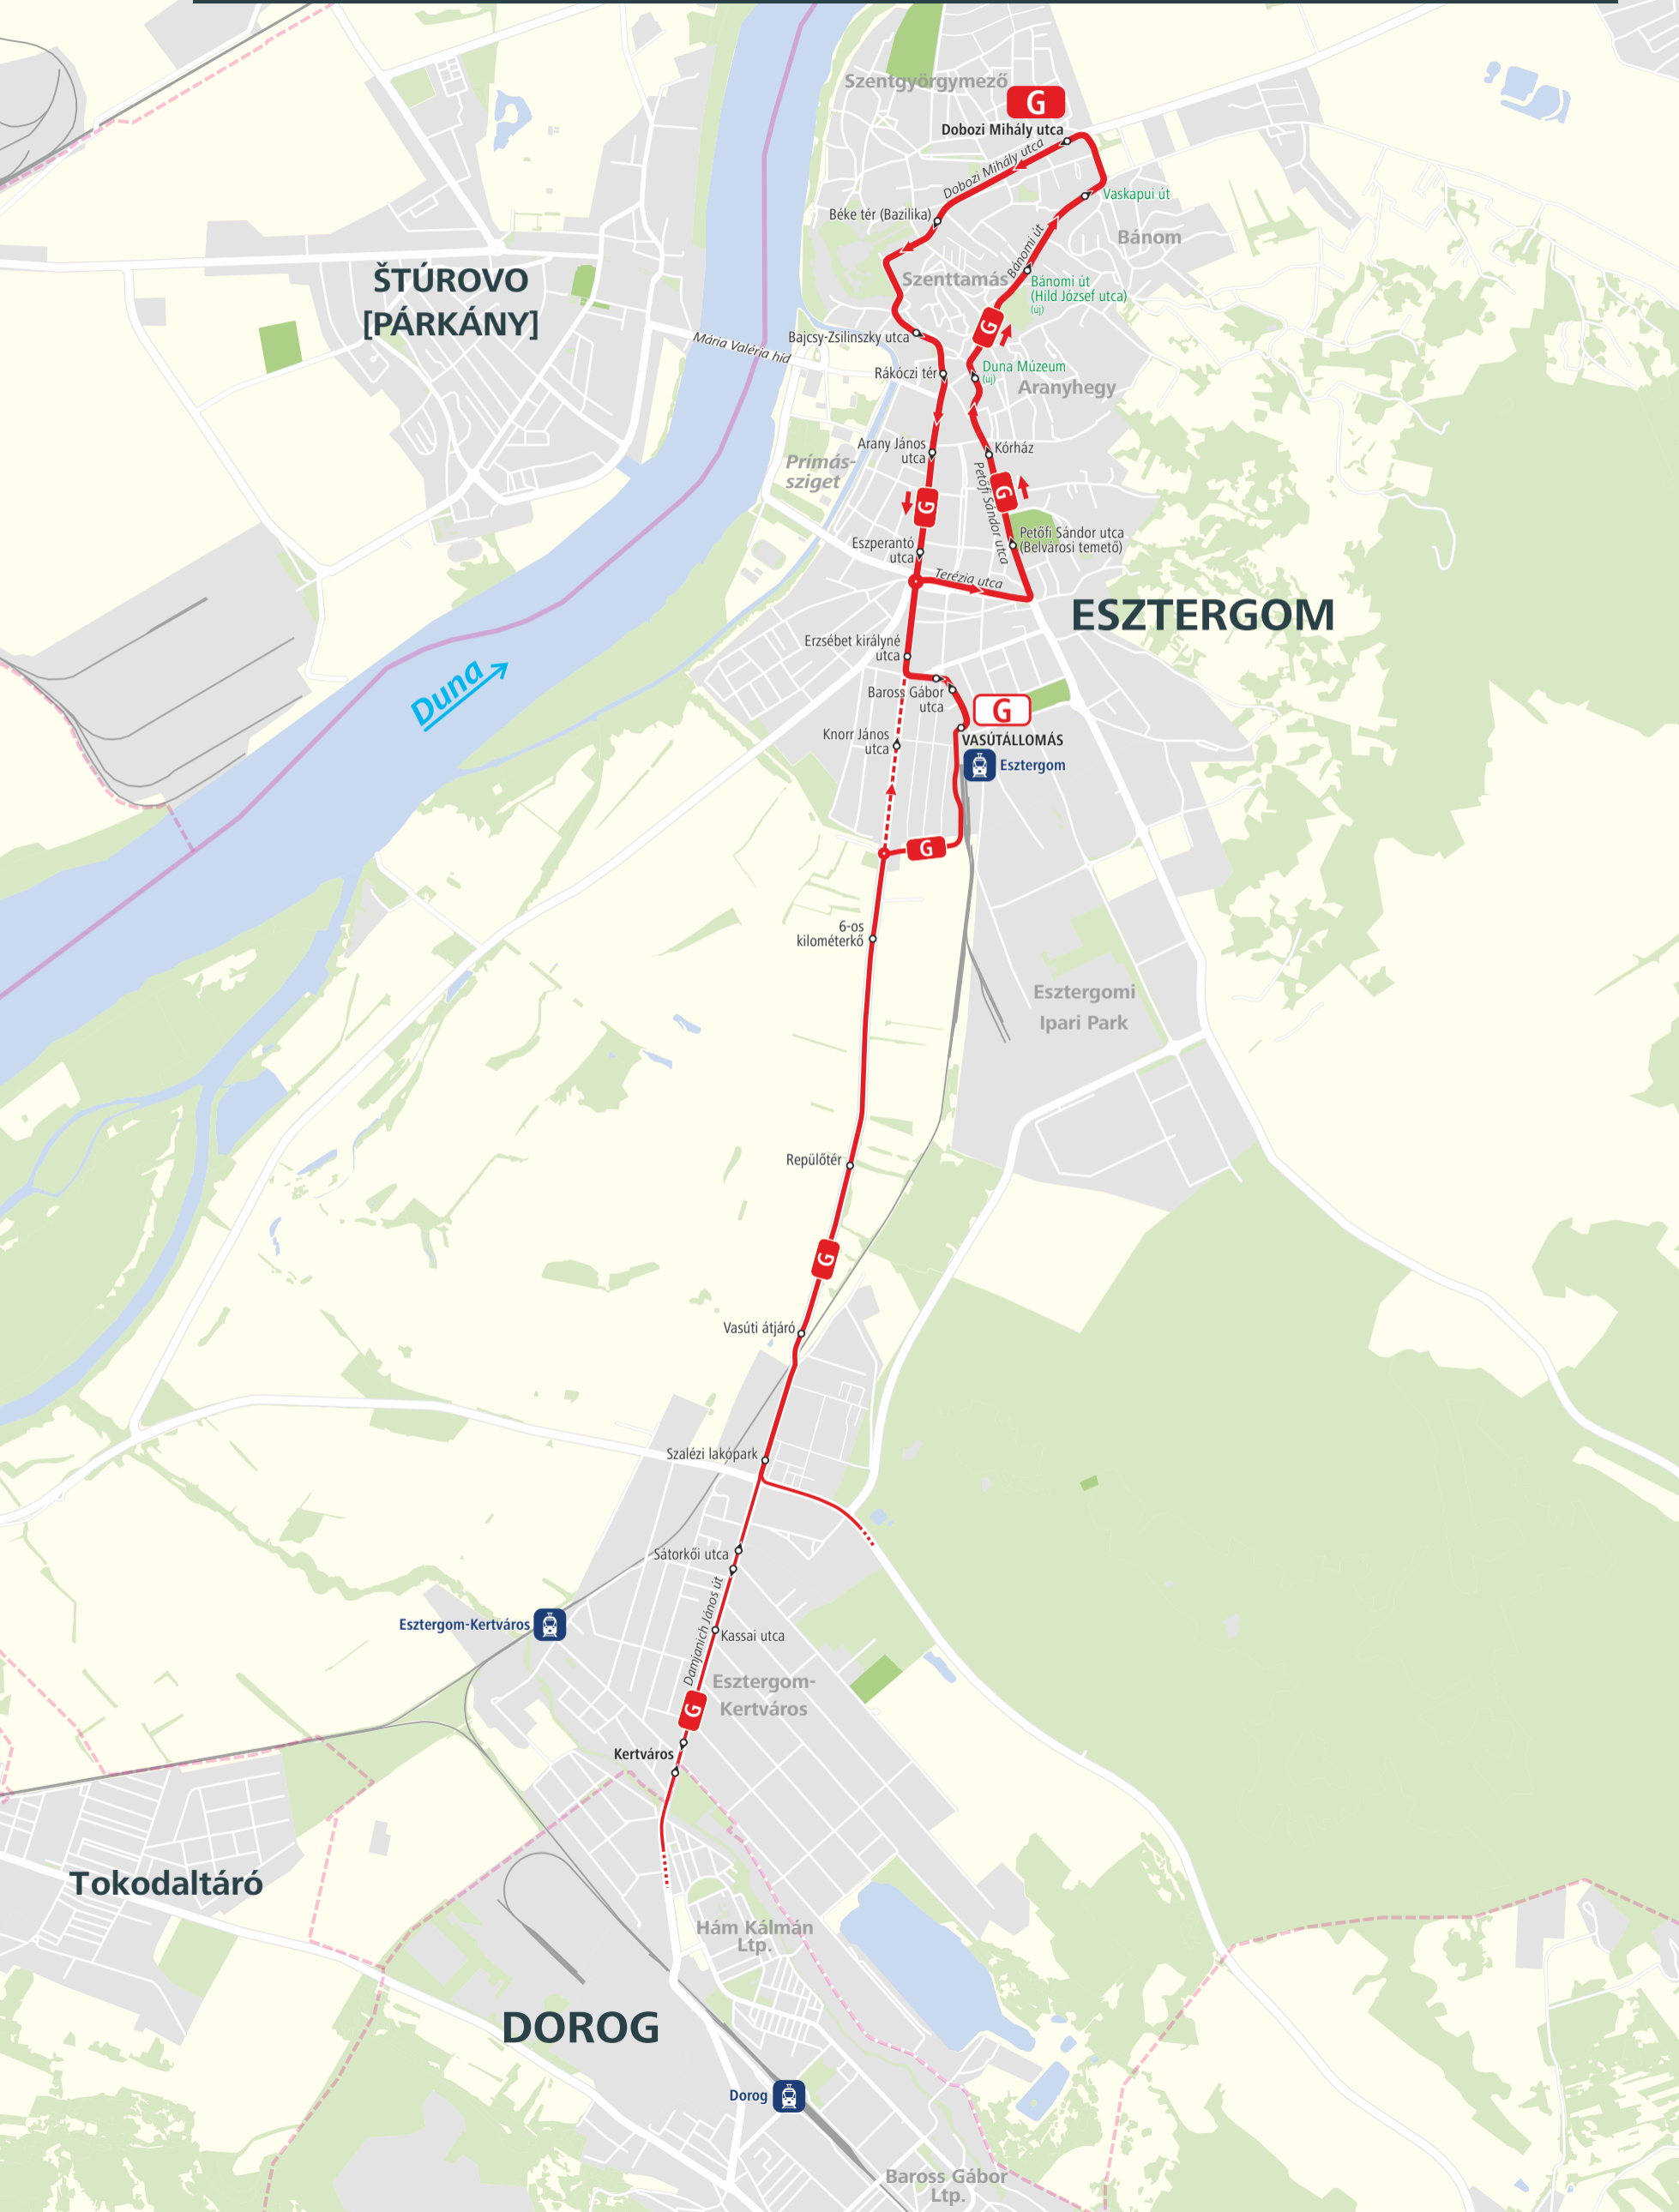 Szentgyörgymező
G
Dobozi Mihály utca
Dobozi Mihály utca
Vaskapui út
Béke tér (Bazilika)
Bánomi út
Bánom
ŠTÚROVO
[PÁRKÁNY]
Szenttamás
Bánomi út
(Hild József utca)
(új)
G
Mária Valéria híd
Bajcsy-Zsilinszky utca
Rákóczi tér
Duna Múzeum
(új)
Aranyhegy
Arany János
utca
Kórház
Prímás-
sziget
Petőfi Sándor utca
G
G
Petőfi Sándor utca
(Belvárosi temető)
Eszperantó
utca
Terézia utca
ESZTERGOM
Erzsébet királyné
utca
Duna
Baross Gábor
utca
G
VASÚTÁLLOMÁS
Esztergom
Knorr János
utca
G
6-os
kilométerkő
Esztergomi
Ipari Park
Repülőtér
G
Vasúti átjáró
Szalézi lakópark
Sátorkői utca
Damjanich János út
Esztergom-Kertváros
Kassai utca
Esztergom-
Kertváros
G
Kertváros
Tokodaltáró
Hám Kálmán
Ltp.
DOROG
Dorog
Baross Gábor
Ltp.